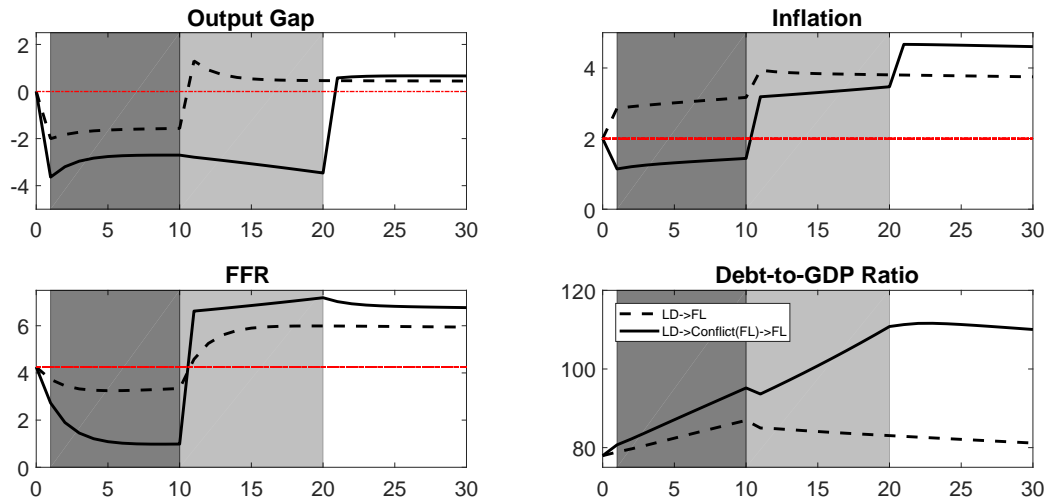 Output Gap
2
0
-2
-4
0 5 10 15 20 25 30
Inflation
4
2
0
0 5 10 15 20 25 30
FFR
6
4
2
0
0 5 10 15 20 25 30
Debt-to-GDP Ratio
120
100
80
LD->FL
LD->Conflict(FL)->FL
0 5 10 15 20 25 30